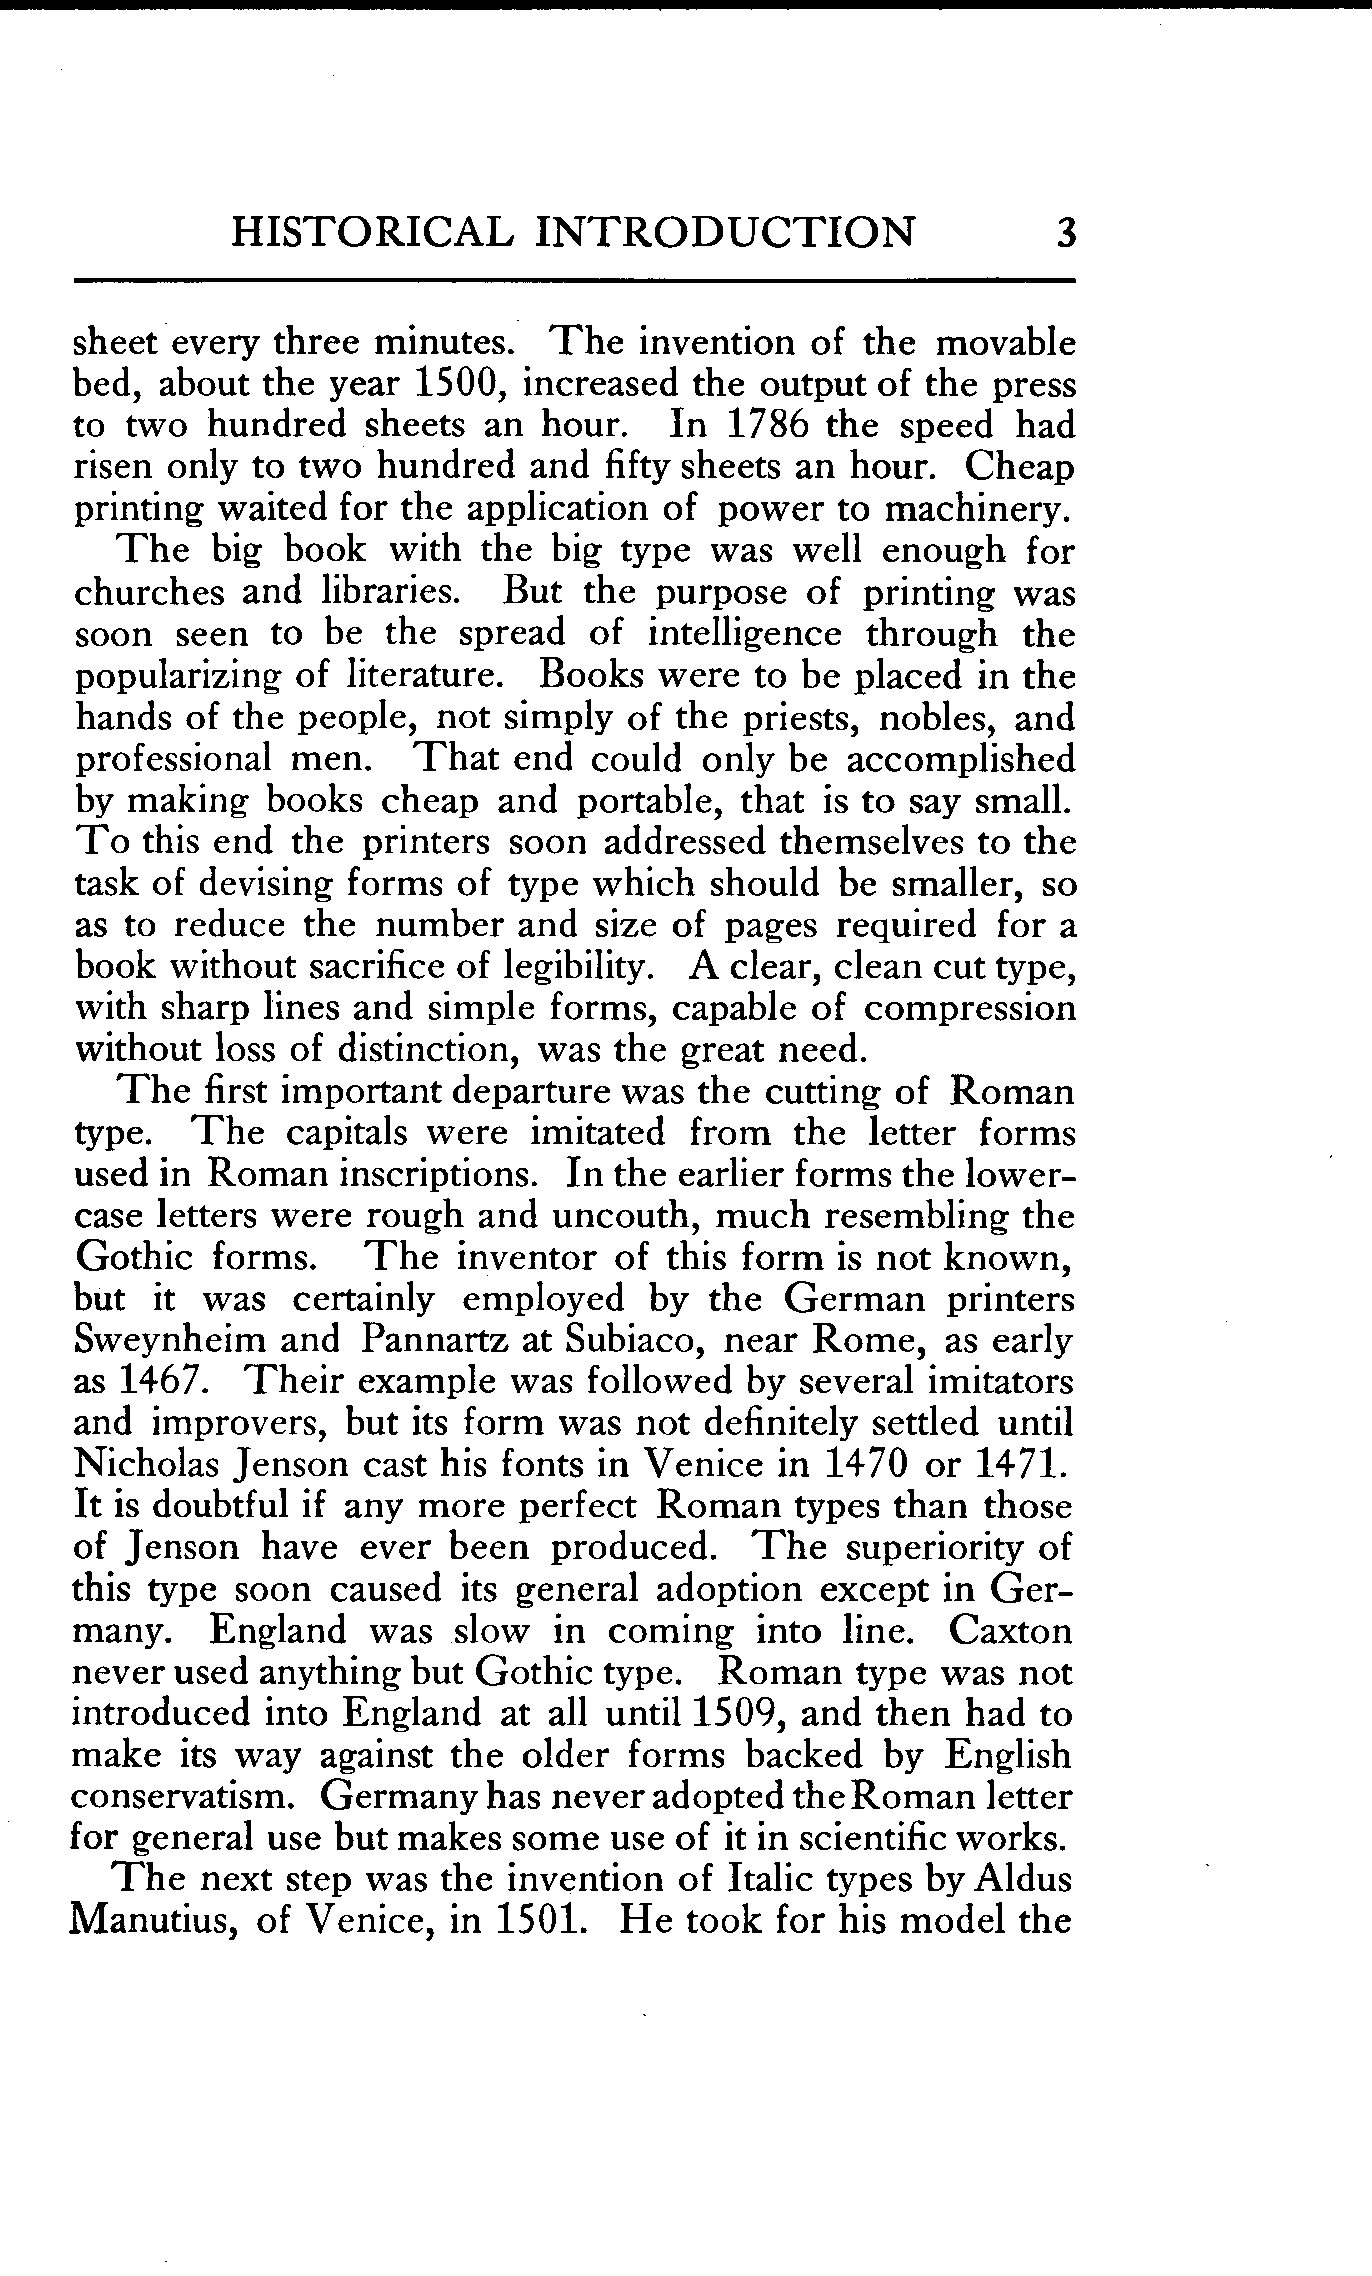 HISTORICAL INTRODUCTION 3
sheet every three minutes. The invention of the movable
bed, about the year 1500, increased the output of the press
to two hundred sheets an hour. In 1786 the speed had
risen only to two hundred and fifty sheets an hour. Cheap
printing waited for the application of power to machinery.
The big book with the big type was well enough for
churches and libraries. But the purpose of printing was
soon seen to be the spread of intelligence through the
popularizing of literature. Books were to be placed in the
hands of the people, not simply of the priests, nobles, and
professional men. That end could only be accomplished
by making books cheap and portable, that is to say small.
To this end the printers soon addressed themselves to the
task of devising forms of type which should be smaller, so
as to reduce the number and size of pages required for a
book without sacrifice of legibility. A clear, clean cut type,
with sharp lines and simple forms, capable of compression
without loss of distinction, was the great need.
The first important departure was the cutting of Roman
type. The capitals were imitated from the letter forms
used in Roman inscriptions. In the earlier forms the lower-
case letters were rough and uncouth, much resembling the
Gothic forms. The inventor of this form is not known,
but it was certainly employed by the German printers
Sweynheim and Pannartz at Subiaco, near Rome, as early
as 1467. Their example was followed by several imitators
and improvers, but its form was not definitely settled until
Nicholas Jenson cast his fonts in Venice in 1470 or 1471.
It is doubtful if any more perfect Roman types than those
of Jenson have ever been produced. The superiority of
this type soon caused its general adoption except in Ger-
many. England was slow in coming into line. Caxton
never used anything but Gothic type. Roman type was not
introduced into England at all until 1509, and then had to
make its way against the older forms backed by English
conservatism. Germany has never adopted the Roman letter
for general use but makes some use of it in scientific works.
The next step was the invention of Italic types by Aldus
Manutius, of Venice, in 1501. He took for his model the